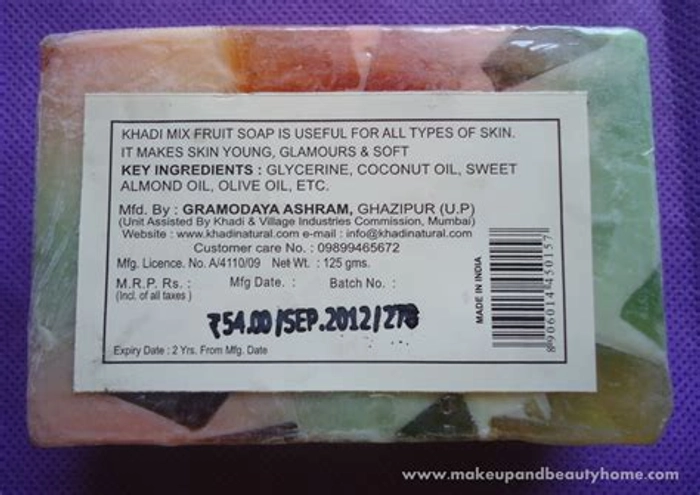 KHADI MIX FRUIT SOAP IS USEFUL FOR ALL TYPES OF SKIN.
IT MAKES SKIN YOUNG, GLAMOURS & SOFT
KEY INGREDIENTS : GLYCERINE, COCONUT OIL, SWEET
ALMOND OIL, OLIVE OIL, ETC.
Mfd. By : GRAMODAYA ASHRAM, GHAZIPUR (U.P)
(Unit Assisted By Khadi & Village Industries Commission, Mumbai)
Website : www.khadinatural.com e-mail : info@khadinatural.com
Customer care No. : 09899465672
Mfg. Licence. No. A/4110/09 Net Wt. : 125 gms.
M.R.P. Rs. : Mfg Date. : Batch No. :
(Incl. of all taxes )
₹54.00/SEP.2012/278
Expiry Date : 2 Yrs. From Mfg. Date
MADE IN INDIA
8906014450157
www.makeupandbeautyhome.com